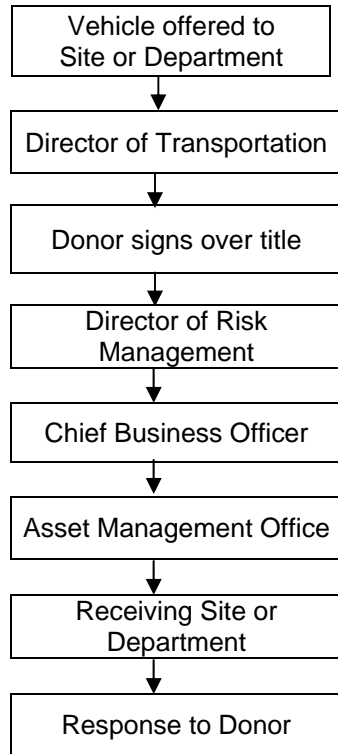 Vehicle offered to
Site or Department
Director of Transportation
Donor signs over title
Director of Risk
Management
Chief Business Officer
Asset Management Office
Receiving Site or
Department
Response to Donor